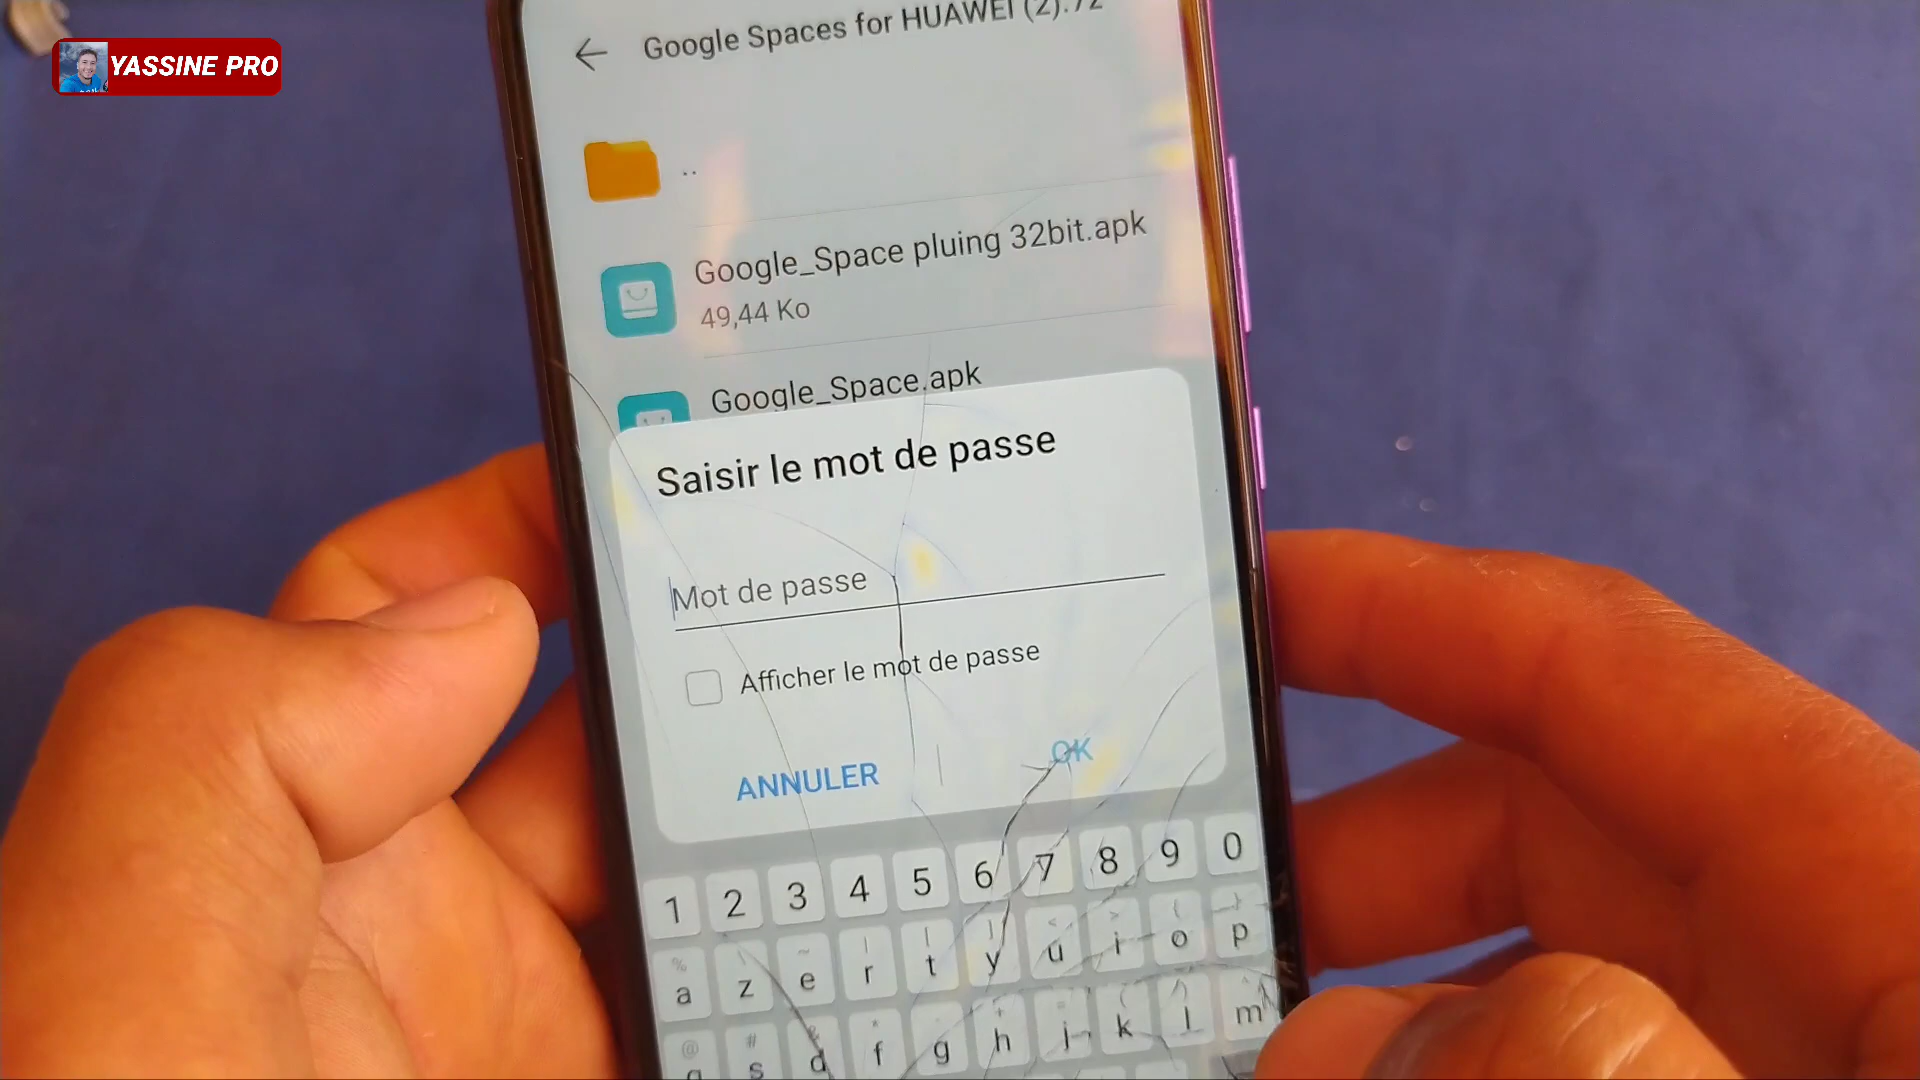 YASSINE PRO
Google Spaces for HUAWEI (2).7z
..
Google_Space pluing 32bit.apk
49,44 Ko
Google_Space.apk
Saisir le mot de passe
Mot de passe
Afficher le mot de passe
ANNULER
OK
1 2 3 4 5 6 7 8 9 0
a z e r t y u i o p
s d f g h j k l m